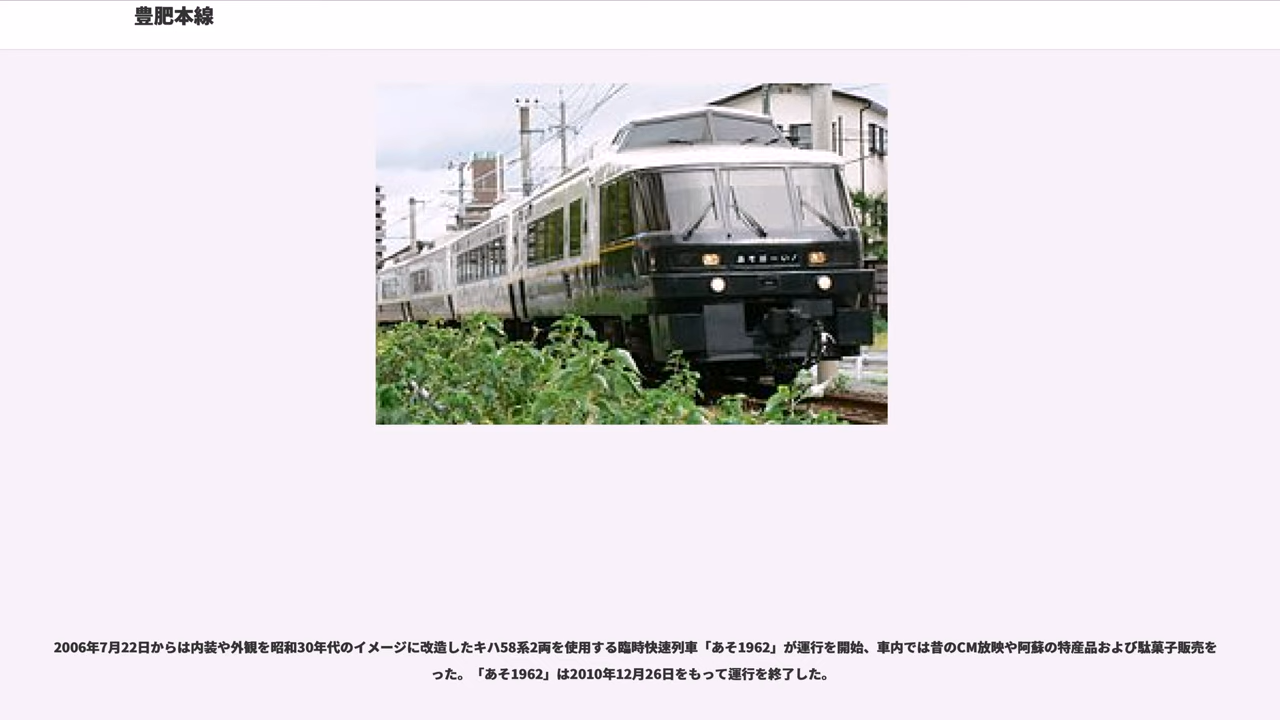 豊肥本線
あそぼーい!
2006年7月22日からは内装や外観を昭和30年代のイメージに改造したキハ58系2両を使用する臨時快速列車「あそ1962」が運行を開始、車内では昔のCM放映や阿蘇の特産品および駄菓子販売を
った。「あそ1962」は2010年12月26日をもって運行を終了した。